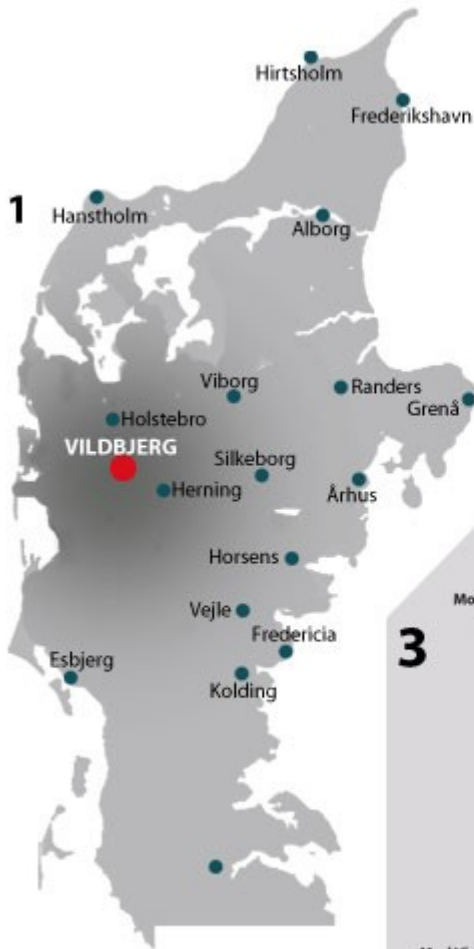 Hirtsholm
Frederikshavn
1
Hanstholm
Alborg
Viborg
Randers
Grenå
Holstebro
VILDBJERG
Silkeborg
Herning
Århus
Horsens
Vejle
Mo
Fredericia
3
Esbjerg
Kolding